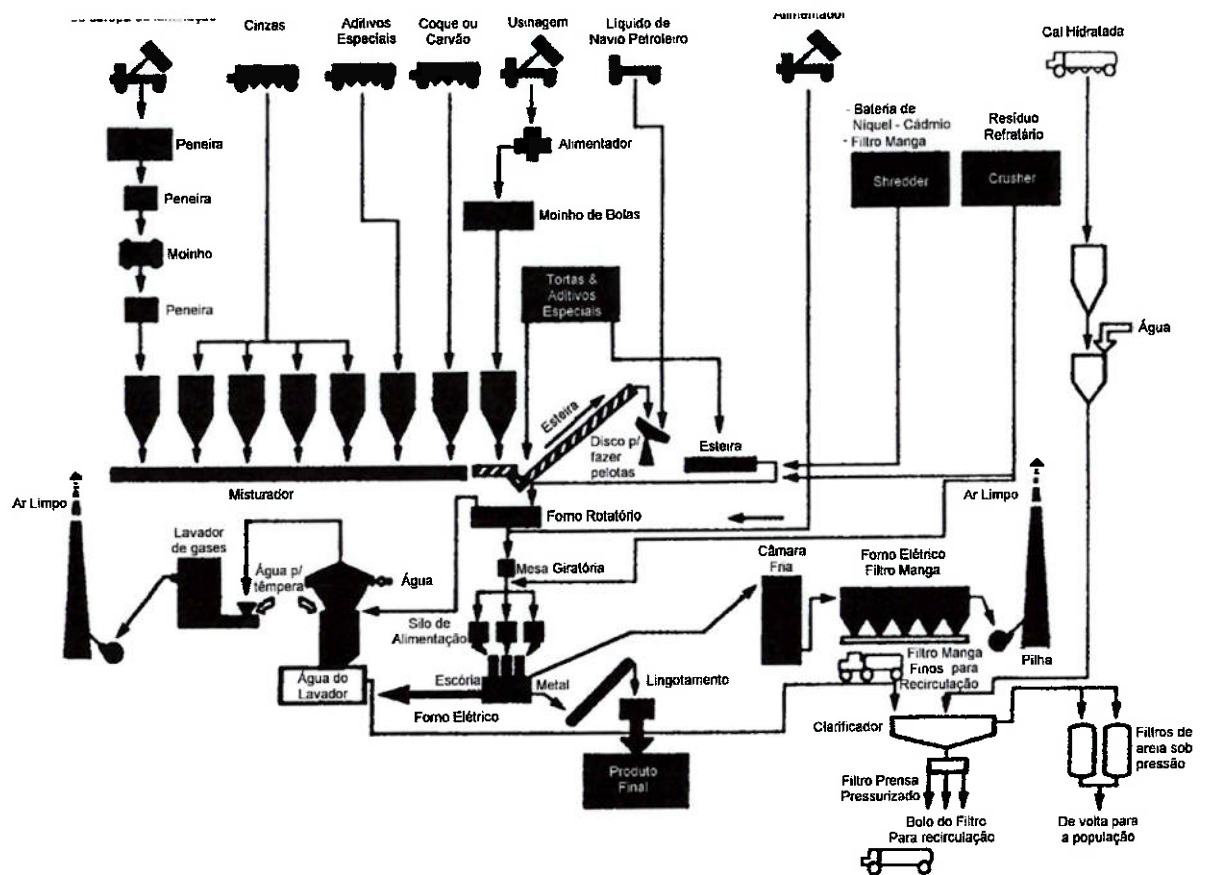 Cinzas
Aditivos
Especiais
Coque ou
Carvão
Usinagem
Líquido de
Navio Petroleiro
Alimentador
Cal Hidratada
- Bateria de
Níquel - Cádmio
- Filtro Manga
Resíduo
Refratário
Peneira
Alimentador
Shredder
Crusher
Peneira
Moinho de Bolas
Moinho
Tortas &
Aditivos
Especiais
Peneira
Água
Esteira
Disco p/
fazer
pelotas
Esteira
Misturador
Ar Limpo
Ar Limpo
Forno Rotatório
Lavador
de gases
Água p/
têmpera
Água
Mesa Giratória
Câmara
Fria
Forno Elétrico
Filtro Manga
Silo de
Alimentação
Pilha
Filtro Manga
Finos para
Recirculação
Água do
Lavador
Escória
Metal
Lingotamento
Forno Elétrico
Clarificador
Filtros de
areia sob
pressão
Produto
Final
Filtro Prensa
Pressurizado
Bolo do Filtro
Para recirculação
De volta para
a população